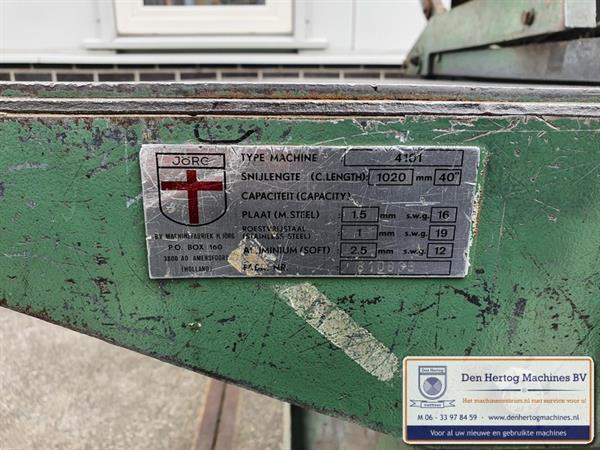 JÖRG
TYPE MACHINE 4101
SNIJLENGTE (C.LENGTH) 1020 mm 40"
CAPACITEIT (CAPACITY)
PLAAT (M. STEEL) 1.5 mm s.w.g. 16
ROESTVRIJSTAAL
(STAINLESS STEEL) 1 mm s.w.g. 19
ALUMINIUM (SOFT) 2.5 mm s.w.g. 12
FABR. NR.
B.V. MACHINEFABRIEK H. JÖRG
P.O. BOX 160
3800 AD AMERSFOORT
(HOLLAND)
Den Hertog Machines BV
Het machinecentrum.nl met service voor u!
M 06 - 33 97 84 59 - www.denhertogmachines.nl
Voor al uw nieuwe en gebruikte machines